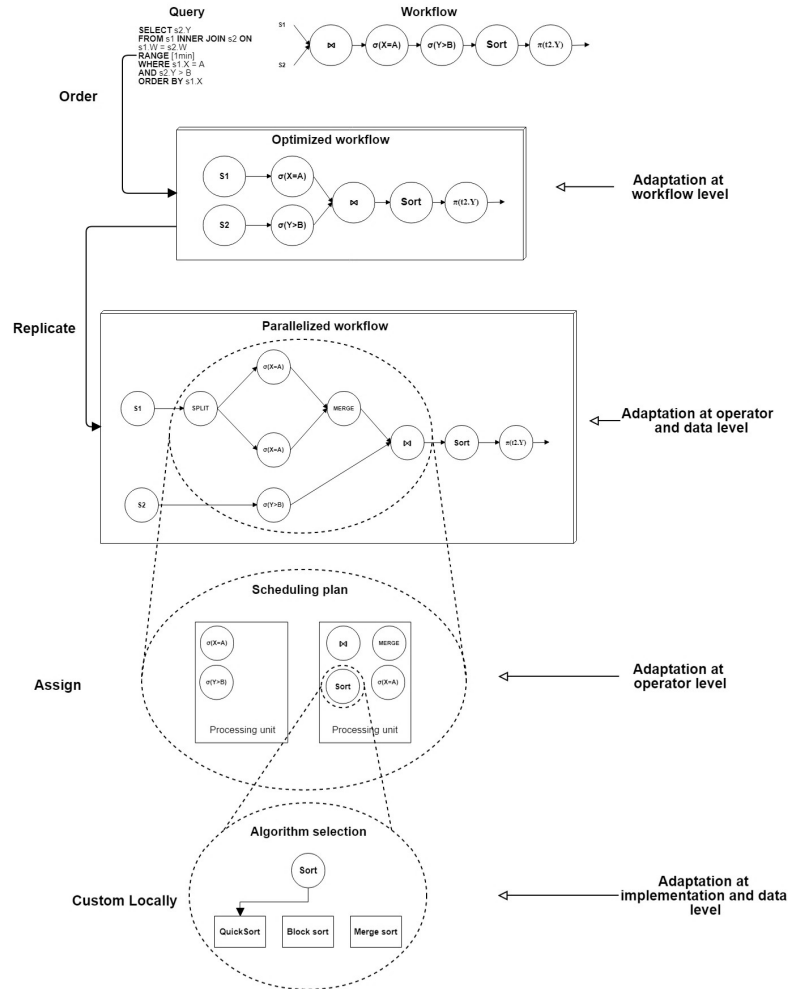 Query
SELECT s2.Y
FROM s1 INNER JOIN s2 ON
s1.W = s2.W
RANGE [1min]
WHERE s1.X = A
AND s2.Y > B
ORDER BY s1.X
Workflow
S1
S2
⋈
σ(X=A)
σ(Y>B)
Sort
π(t2.Y)
Order
Optimized workflow
S1
σ(X=A)
S2
σ(Y>B)
⋈
Sort
π(t2.Y)
Adaptation at
workflow level
Replicate
Parallelized workflow
S1
SPLIT
σ(X=A)
σ(X=A)
MERGE
S2
σ(Y>B)
⋈
Sort
π(t2.Y)
Adaptation at operator
and data level
Assign
Scheduling plan
σ(X=A)
σ(Y>B)
Processing unit
⋈
MERGE
Sort
σ(X=A)
Processing unit
Adaptation at
operator level
Custom Locally
Algorithm selection
Sort
QuickSort
Block sort
Merge sort
Adaptation at
implementation and data
level